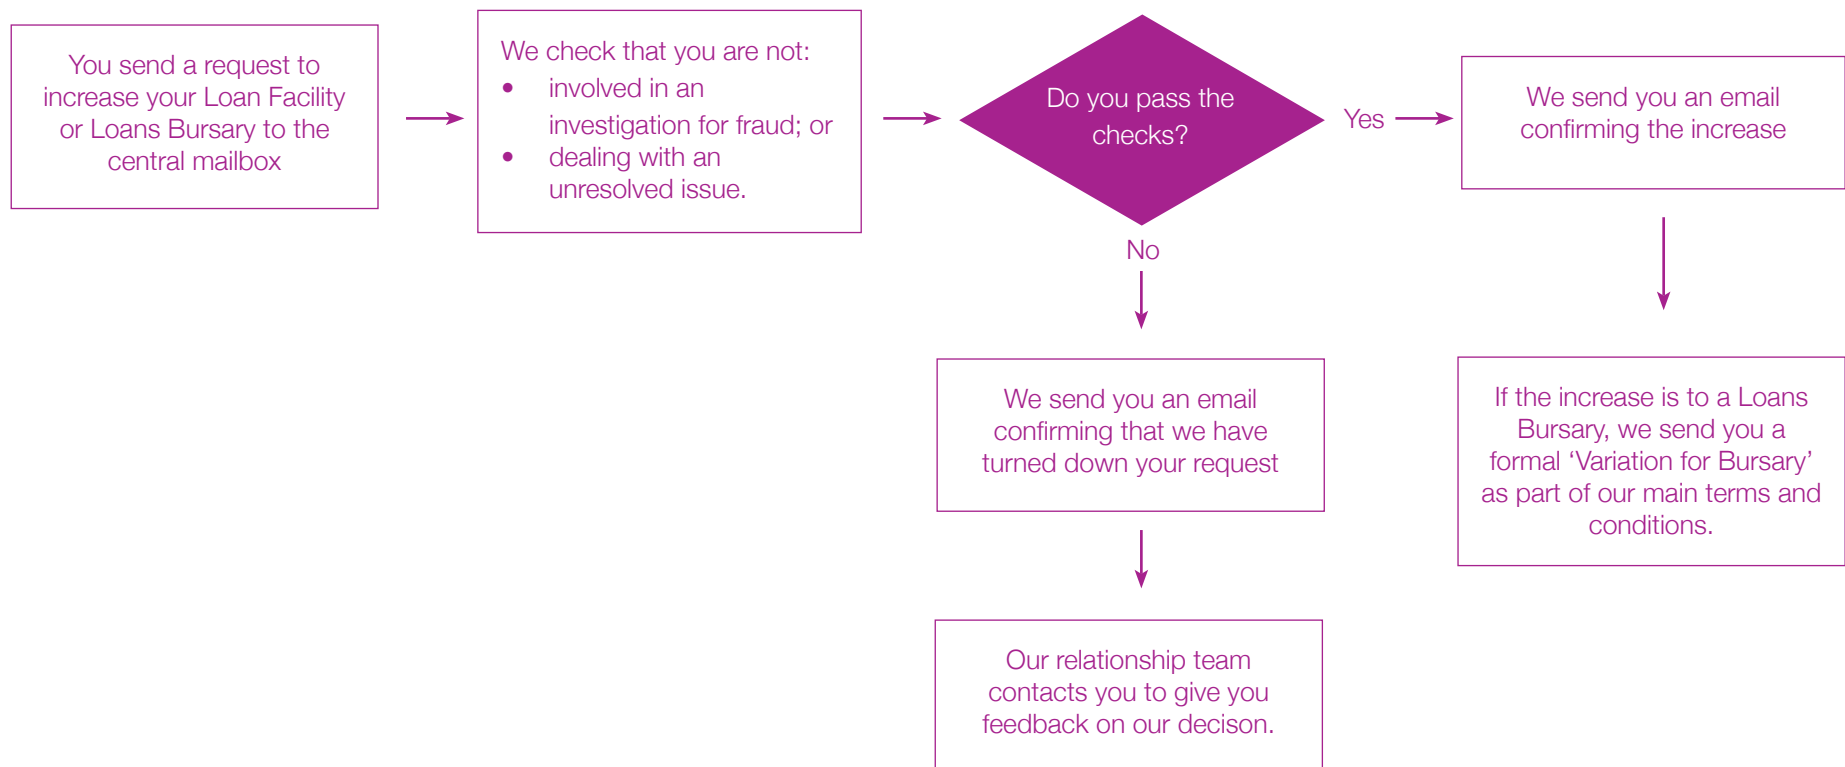 You send a request to
increase your Loan Facility
or Loans Bursary to the
central mailbox
We check that you are not:
• involved in an
investigation for fraud; or
• dealing with an
unresolved issue.
Do you pass the
checks?
Yes
We send you an email
confirming the increase
No
We send you an email
confirming that we have
turned down your request
If the increase is to a Loans
Bursary, we send you a
formal ‘Variation for Bursary’
as part of our main terms and
conditions.
Our relationship team
contacts you to give you
feedback on our decison.